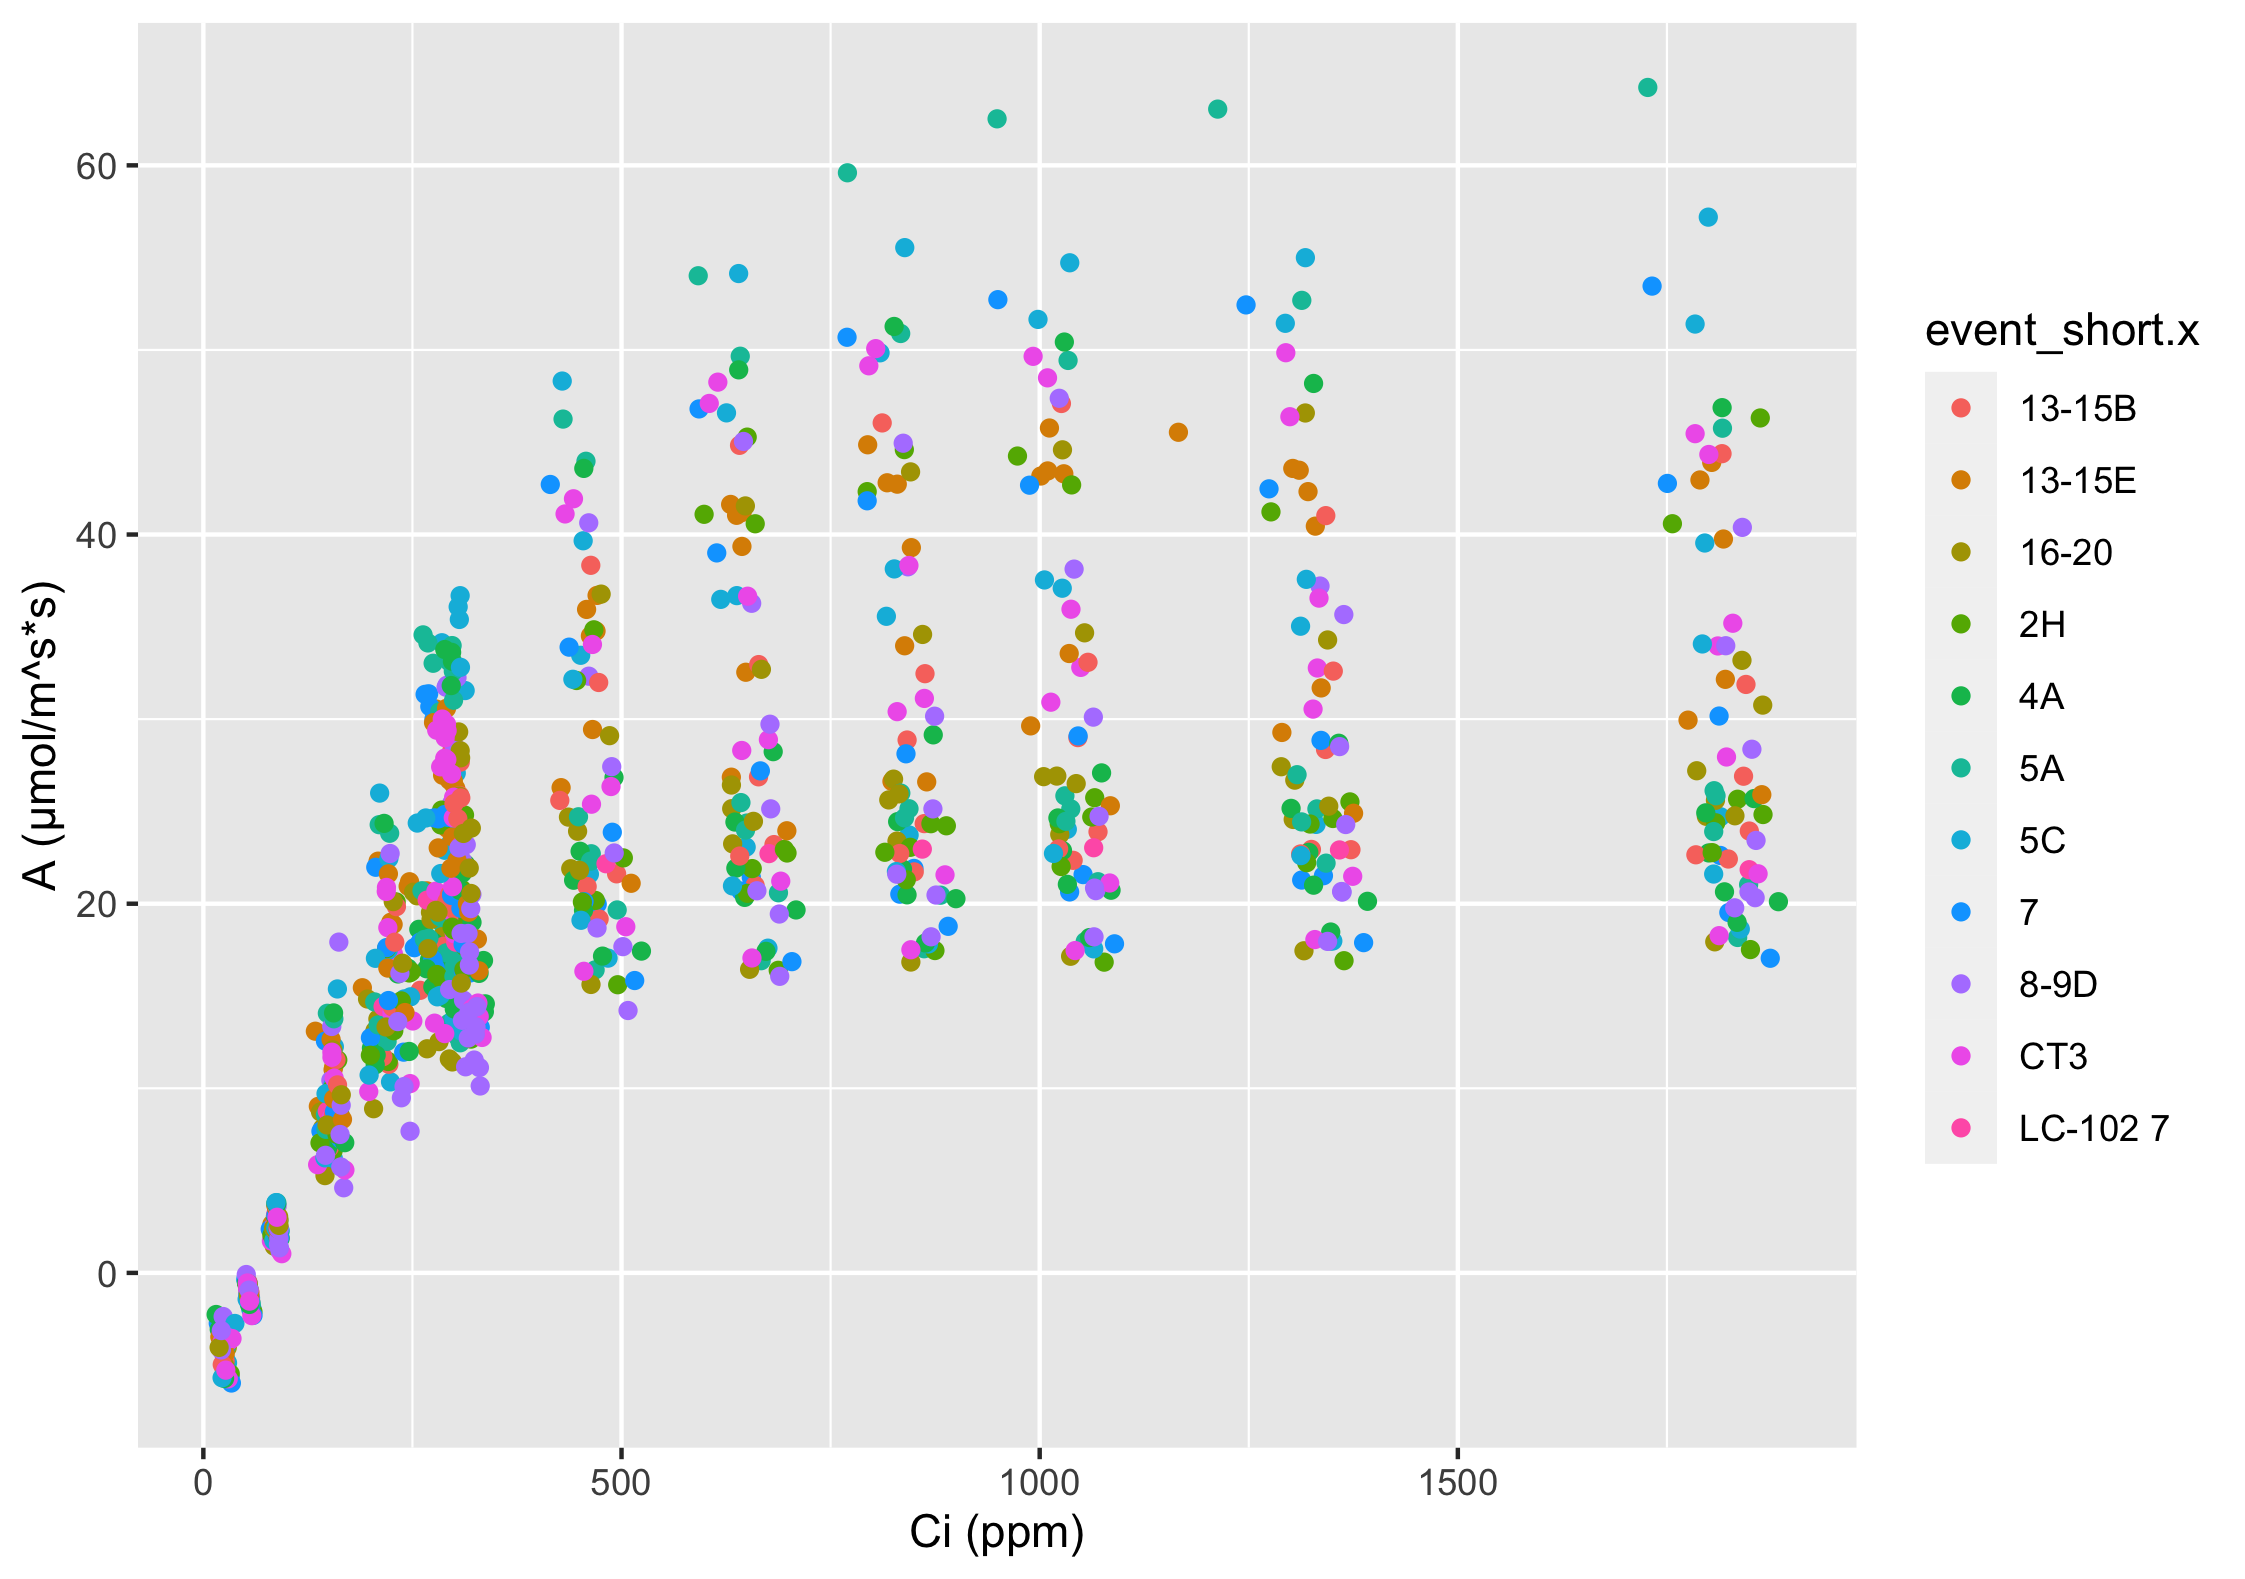 60
40
20
0
A (µmol/m^s*s)
0
500
1000
1500
Ci (ppm)
event_short.x
13-15B
13-15E
16-20
2H
4A
5A
5C
7
8-9D
CT3
LC-102 7